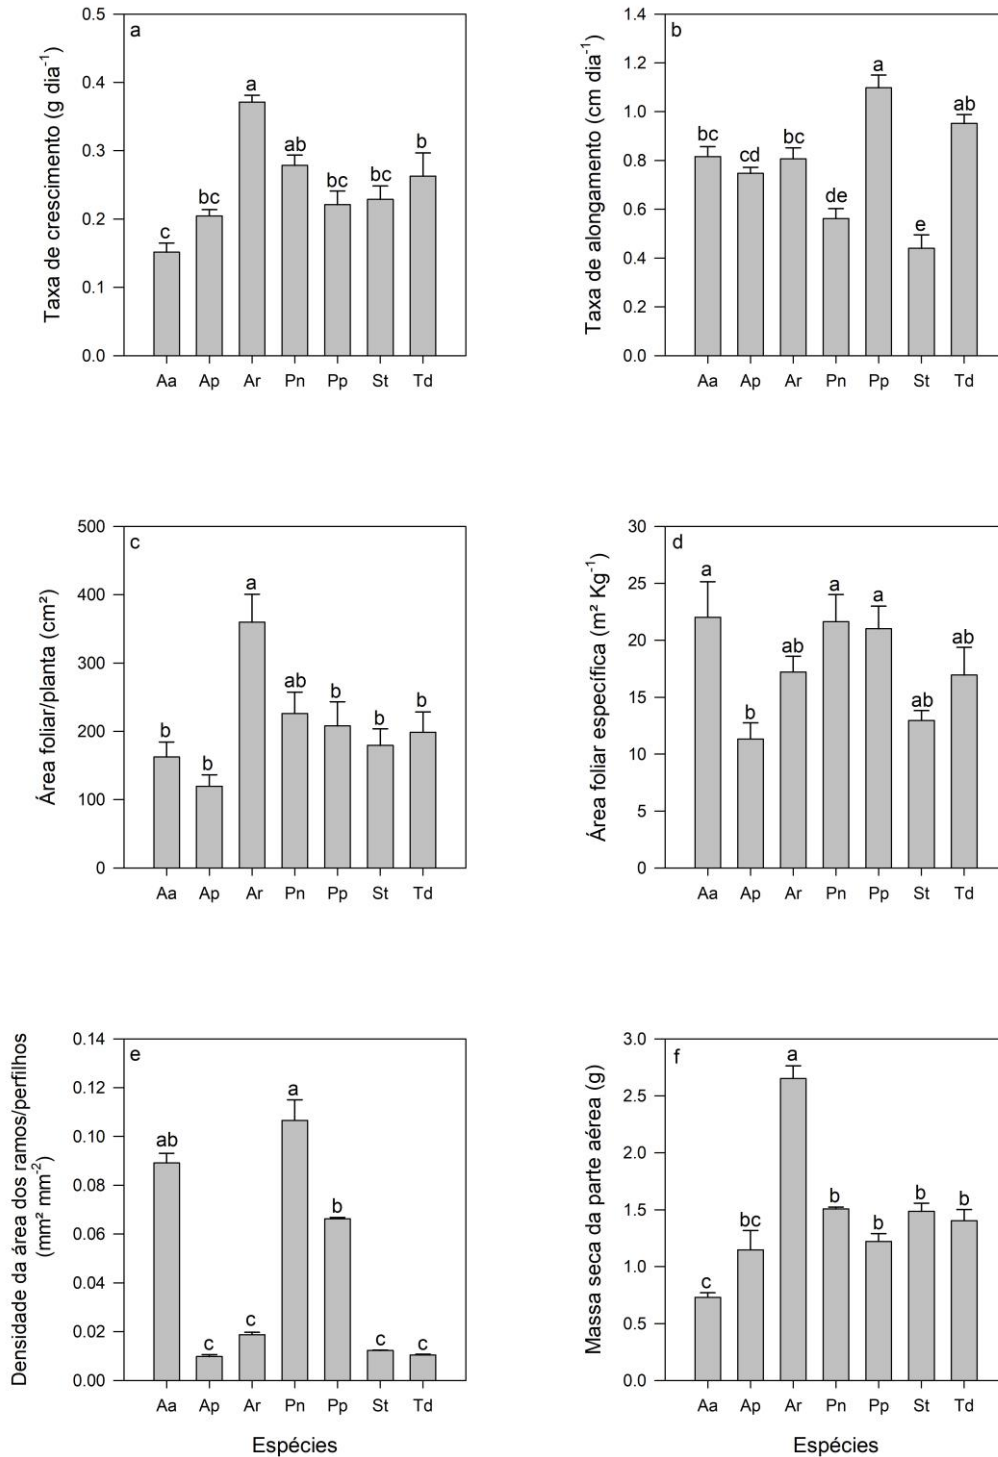 a
Taxa de crescimento (g dia⁻¹)
0.5
0.4
0.3
0.2
0.1
0.0
c
bc
a
ab
bc
bc
b
Aa Ap Ar Pn Pp St Td
b
Taxa de alongamento (cm dia⁻¹)
1.4
1.2
1.0
0.8
0.6
0.4
0.2
0.0
bc
cd
bc
de
a
e
ab
Aa Ap Ar Pn Pp St Td
c
Área foliar/planta (cm²)
500
400
300
200
100
0
b
b
a
ab
b
b
b
Aa Ap Ar Pn Pp St Td
d
Área foliar específica (m² Kg⁻¹)
30
25
20
15
10
5
0
a
b
ab
a
a
ab
ab
Aa Ap Ar Pn Pp St Td
e
Densidade da área dos ramos/perfilhos
(mm² mm⁻²)
0.14
0.12
0.10
0.08
0.06
0.04
0.02
0.00
ab
c
c
a
b
c
c
Aa Ap Ar Pn Pp St Td
Espécies
f
Massa seca da parte aérea (g)
3.0
2.5
2.0
1.5
1.0
0.5
0.0
c
bc
a
b
b
b
b
Aa Ap Ar Pn Pp St Td
Espécies